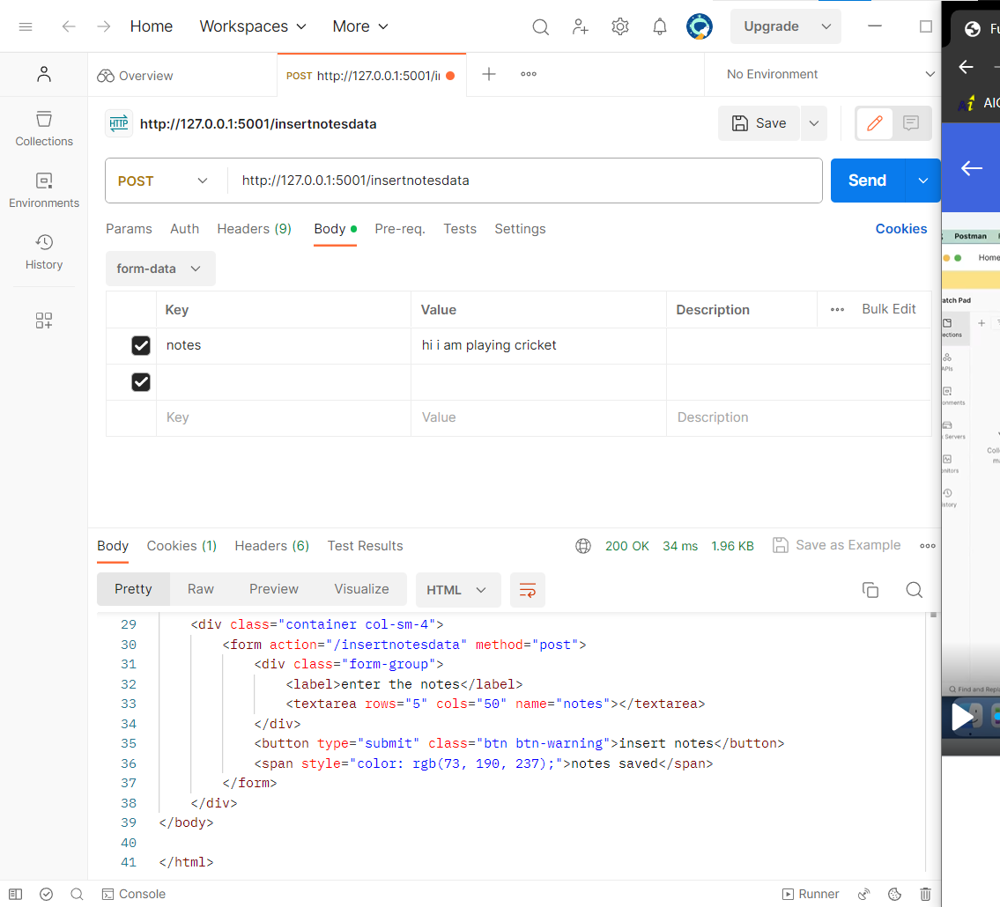 Home Workspaces More Upgrade
Overview POST http://127.0.0.1:5001/i No Environment
HTTP http://127.0.0.1:5001/insertnotesdata Save
Collections
Environments
History
POST http://127.0.0.1:5001/insertnotesdata Send
Params Auth Headers (9) Body Pre-req. Tests Settings Cookies
form-data
Key Value Description Bulk Edit
notes hi i am playing cricket
Key Value Description
Body Cookies (1) Headers (6) Test Results 200 OK 34 ms 1.96 KB Save as Example
Pretty Raw Preview Visualize HTML
29 <div class="container col-sm-4">
30 <form action="/insertnotesdata" method="post">
31 <div class="form-group">
32 <label>enter the notes</label>
33 <textarea rows="5" cols="50" name="notes"></textarea>
34 </div>
35 <button type="submit" class="btn btn-warning">insert notes</button>
36 <span style="color: rgb(73, 190, 237);">notes saved</span>
37 </form>
38 </div>
39 </body>
40
41 </html>
Console Runner
Postman
Home
atch Pad
ections
APIs
onments
Servers
onitors
story
Find and Repla